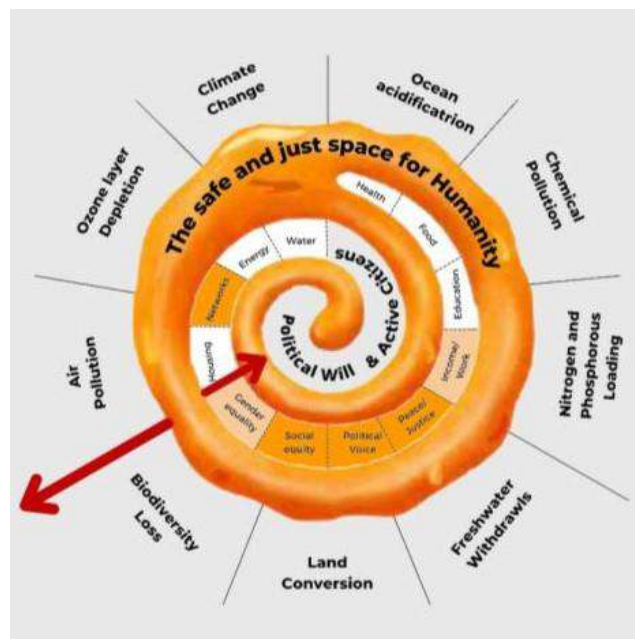 Climate
Change
Ocean
acidificatrion
Ozone layer
Depletion
Chemical
Pollution
Air
Pollution
Nitrogen and
Phosphorous
Loading
Biodiversity
Loss
Freshwater
Withdrawls
Land
Conversion
The safe and just space for Humanity
Health
Food
Education
Income/
Work
Peace/
Justice
Political
Voice
Social
equity
Gender
equality
Housing
Networks
Energy
Water
Political Will & Active citizens